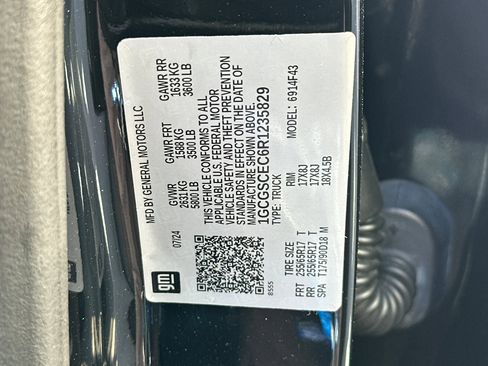 MFD BY GENERAL MOTORS LLC
07/24
GVWR
2631 KG
5800 LB
GAWR FRT
1588 KG
3500 LB
GAWR RR
1633 KG
3600 LB
THIS VEHICLE CONFORMS TO ALL
APPLICABLE U.S. FEDERAL MOTOR
VEHICLE SAFETY AND THEFT PREVENTION
STANDARDS IN EFFECT ON THE DATE OF
MANUFACTURE SHOWN ABOVE.
1GCGSCEC6R1235829
TYPE: TRUCK
MODEL: 6914F43
TIRE SIZE RIM
FRT 255/65R17 T 17X8J
RR 255/65R17 T 17X8J
SPA T175/90D18 M 18X4.5B
gm
8555